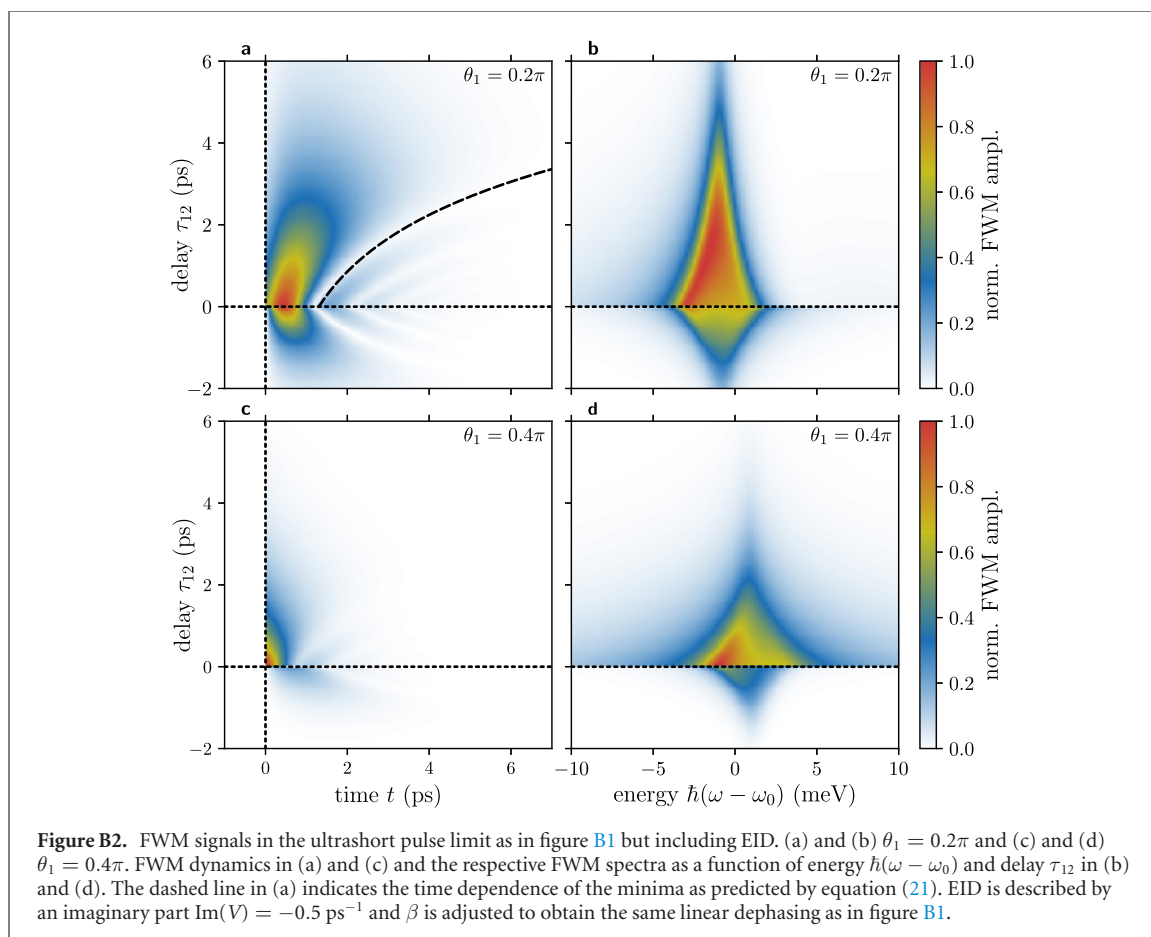 a
b
6
4
2
0
−2
delay τ12 (ps)
θ1 = 0.2π
θ1 = 0.2π
1.0
0.8
0.6
0.4
0.2
0.0
norm. FWM ampl.
c
d
6
4
2
0
−2
delay τ12 (ps)
θ1 = 0.4π
θ1 = 0.4π
1.0
0.8
0.6
0.4
0.2
0.0
norm. FWM ampl.
0 2 4 6
−10 −5 0 5 10
time t (ps)
energy ħ(ω − ω0) (meV)
Figure B2. FWM signals in the ultrashort pulse limit as in figure B1 but including EID. (a) and (b) θ1 = 0.2π and (c) and (d)
θ1 = 0.4π. FWM dynamics in (a) and (c) and the respective FWM spectra as a function of energy ħ(ω − ω0) and delay τ12 in (b)
and (d). The dashed line in (a) indicates the time dependence of the minima as predicted by equation (21). EID is described by
an imaginary part Im(V) = −0.5 ps−1 and β is adjusted to obtain the same linear dephasing as in figure B1.